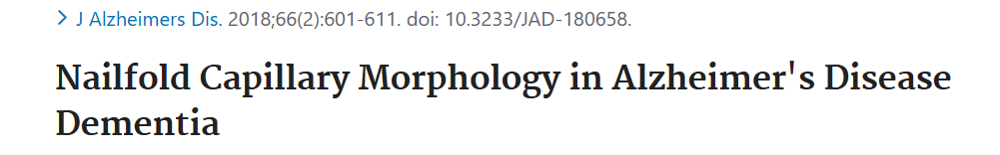 J Alzheimers Dis. 2018;66(2):601-611. doi: 10.3233/JAD-180658.
Nailfold Capillary Morphology in Alzheimer's Disease
Dementia